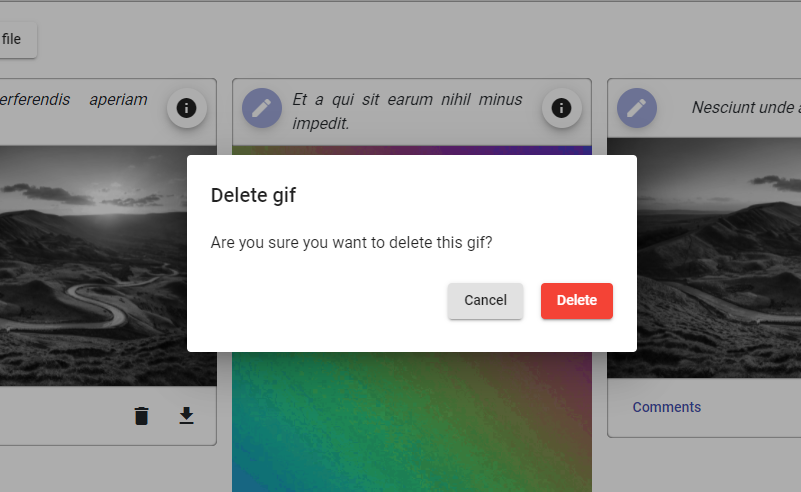 file
erferendis aperiam
Et a qui sit earum nihil minus
impedit.
Nesciunt unde a
Delete gif
Are you sure you want to delete this gif?
Cancel
Delete
Comments